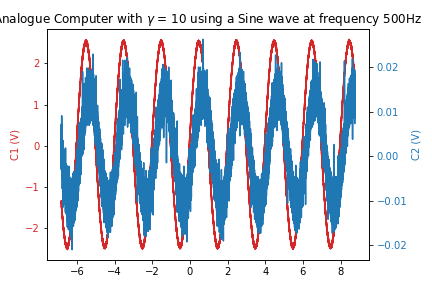 Analogue Computer with γ = 10 using a Sine wave at frequency 500Hz
C1 (V)
2
1
0
−1
−2
0.02
0.01
0.00
−0.01
−0.02
C2 (V)
−6 −4 −2 0 2 4 6 8